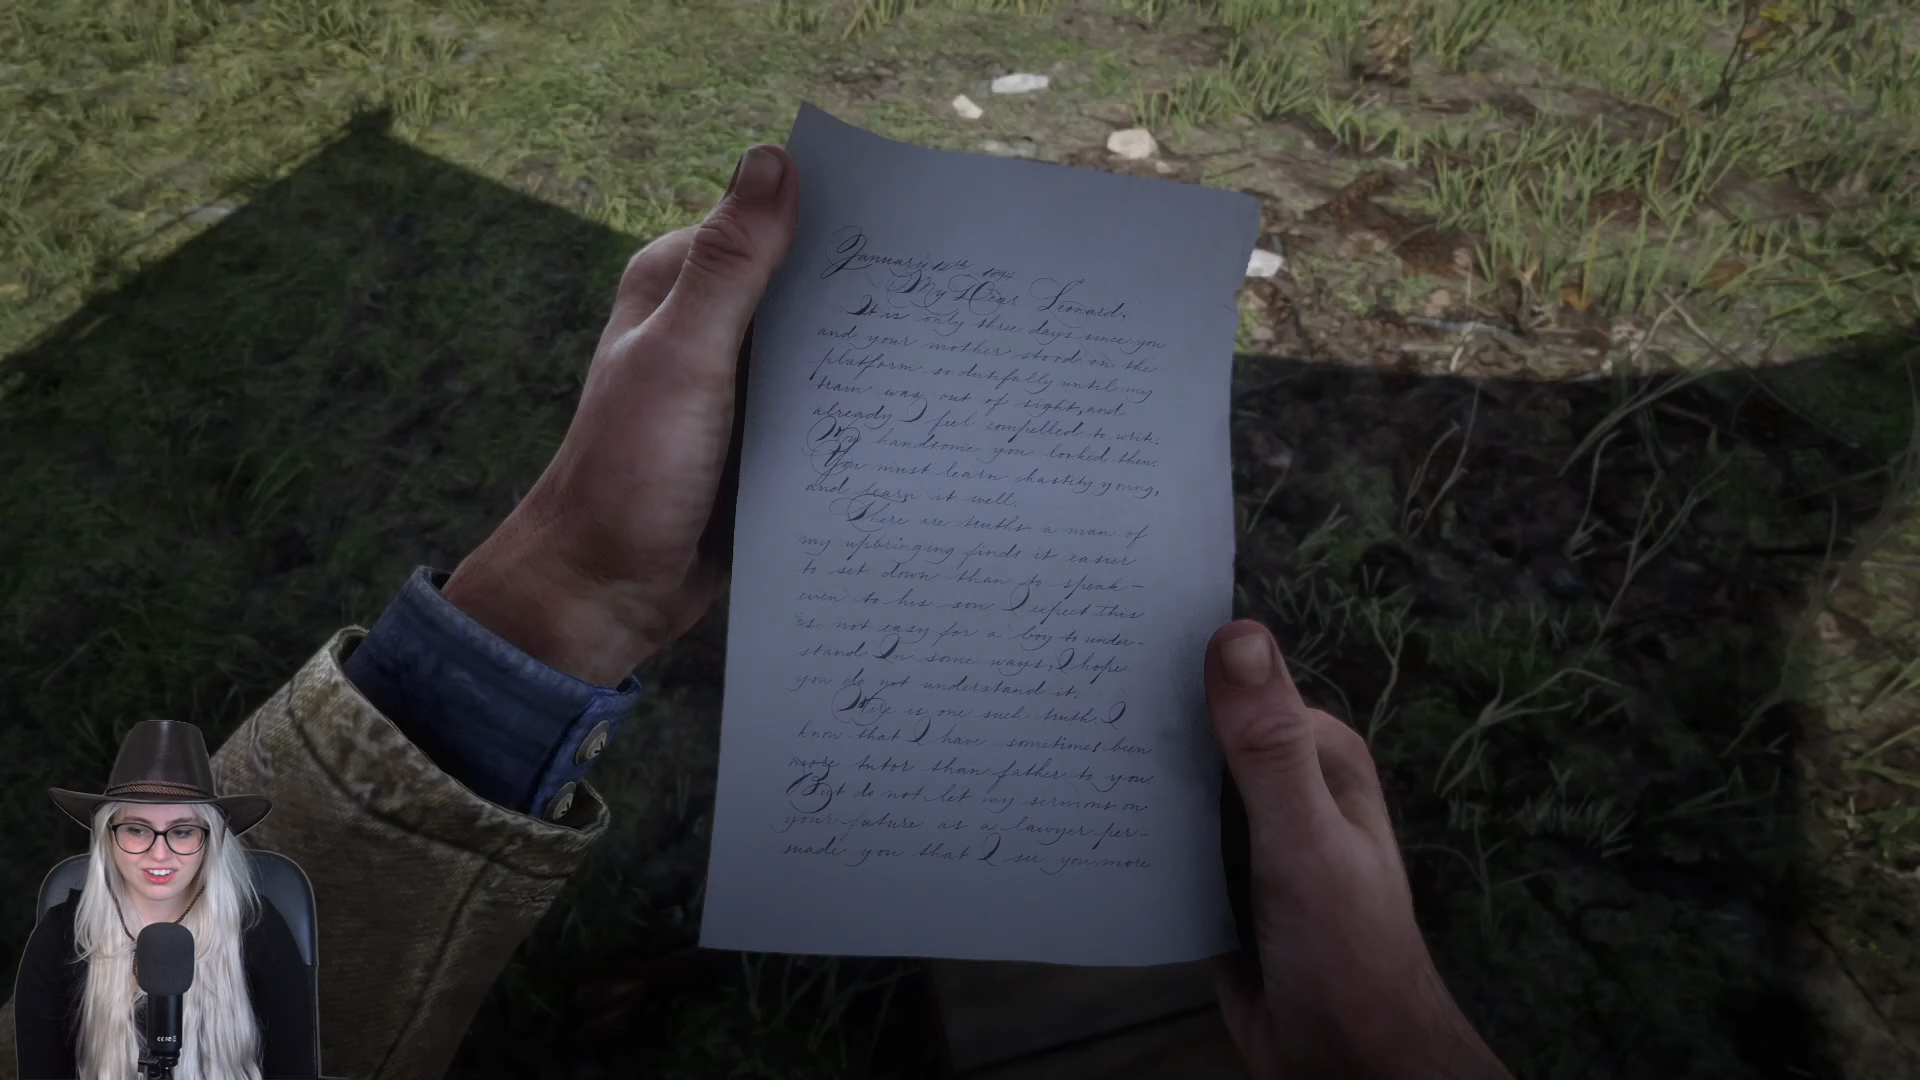 January 12th 1894
My Dear Leonard,
It is only three days since you
and your mother stood on the
platform so dutifully until my
train was out of sight, and
already I feel compelled to write.
My handsome you looked then.
You must learn chastity young,
and learn it well.
There are truths a man of
my upbringing finds it easier
to set down than to speak—
even to his son I expect this
is not easy for a boy to under-
stand. In some ways, I hope
you do not understand it.
Here is one such truth. I
know that I have sometimes been
more tutor than father to you.
But do not let my sermons on
your future as a lawyer per-
suade you that I see you more